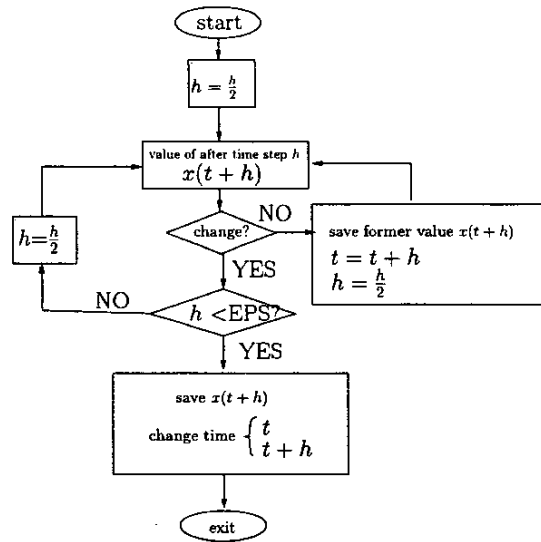 start
h = h/2
value of after time step h
x(t + h)
change?
NO
save former value x(t + h)
t = t + h
h = h/2
h=h/2
YES
NO
h <EPS?
YES
save x(t + h)
change time { t
t + h
exit